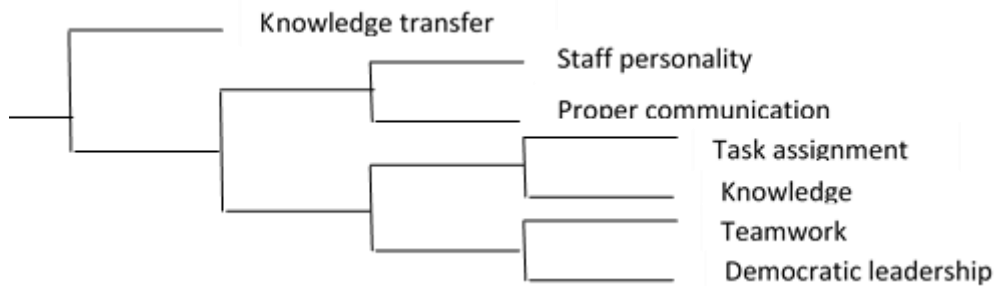 Knowledge transfer
Staff personality
Proper communication
Task assignment
Knowledge
Teamwork
Democratic leadership